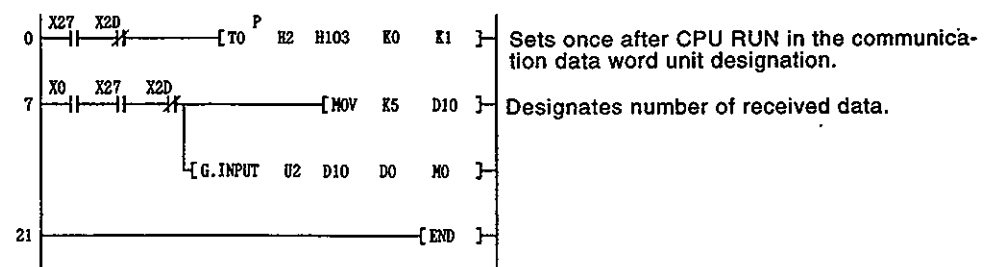 X27 X2D P
0 [ TO H2 H103 K0 K1 ] Sets once after CPU RUN in the communica-
tion data word unit designation.
X0 X27 X2D
7 [ MOV K5 D10 ] Designates number of received data.
[ G.INPUT U2 D10 D0 M0 ]
21 [ END ]